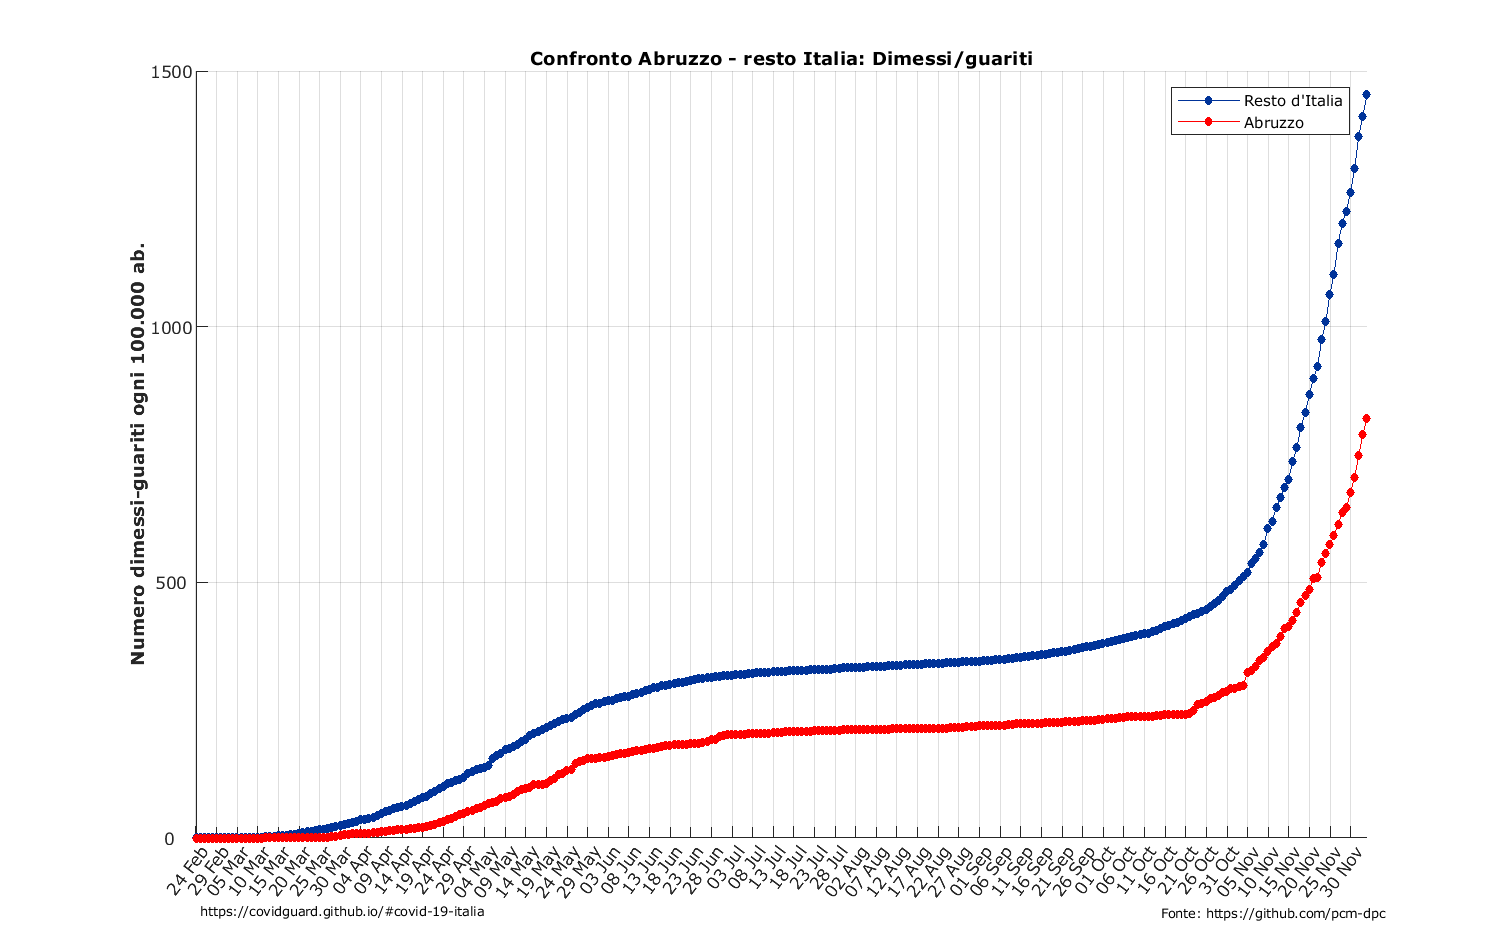 Confronto Abruzzo - resto Italia: Dimessi/guariti
Numero dimessi-guariti ogni 100.000 ab.
1500
1000
500
0
Resto d'Italia
Abruzzo
24 Feb
29 Feb
05 Mar
10 Mar
15 Mar
20 Mar
25 Mar
30 Mar
04 Apr
09 Apr
14 Apr
19 Apr
24 Apr
29 Apr
04 May
09 May
14 May
19 May
24 May
29 May
03 Jun
08 Jun
13 Jun
18 Jun
23 Jun
28 Jun
03 Jul
08 Jul
13 Jul
18 Jul
23 Jul
28 Jul
02 Aug
07 Aug
12 Aug
17 Aug
22 Aug
27 Aug
01 Sep
06 Sep
11 Sep
16 Sep
21 Sep
26 Sep
01 Oct
06 Oct
11 Oct
16 Oct
21 Oct
26 Oct
31 Oct
05 Nov
10 Nov
15 Nov
20 Nov
25 Nov
30 Nov
https://covidguard.github.io/#covid-19-italia
Fonte: https://github.com/pcm-dpc